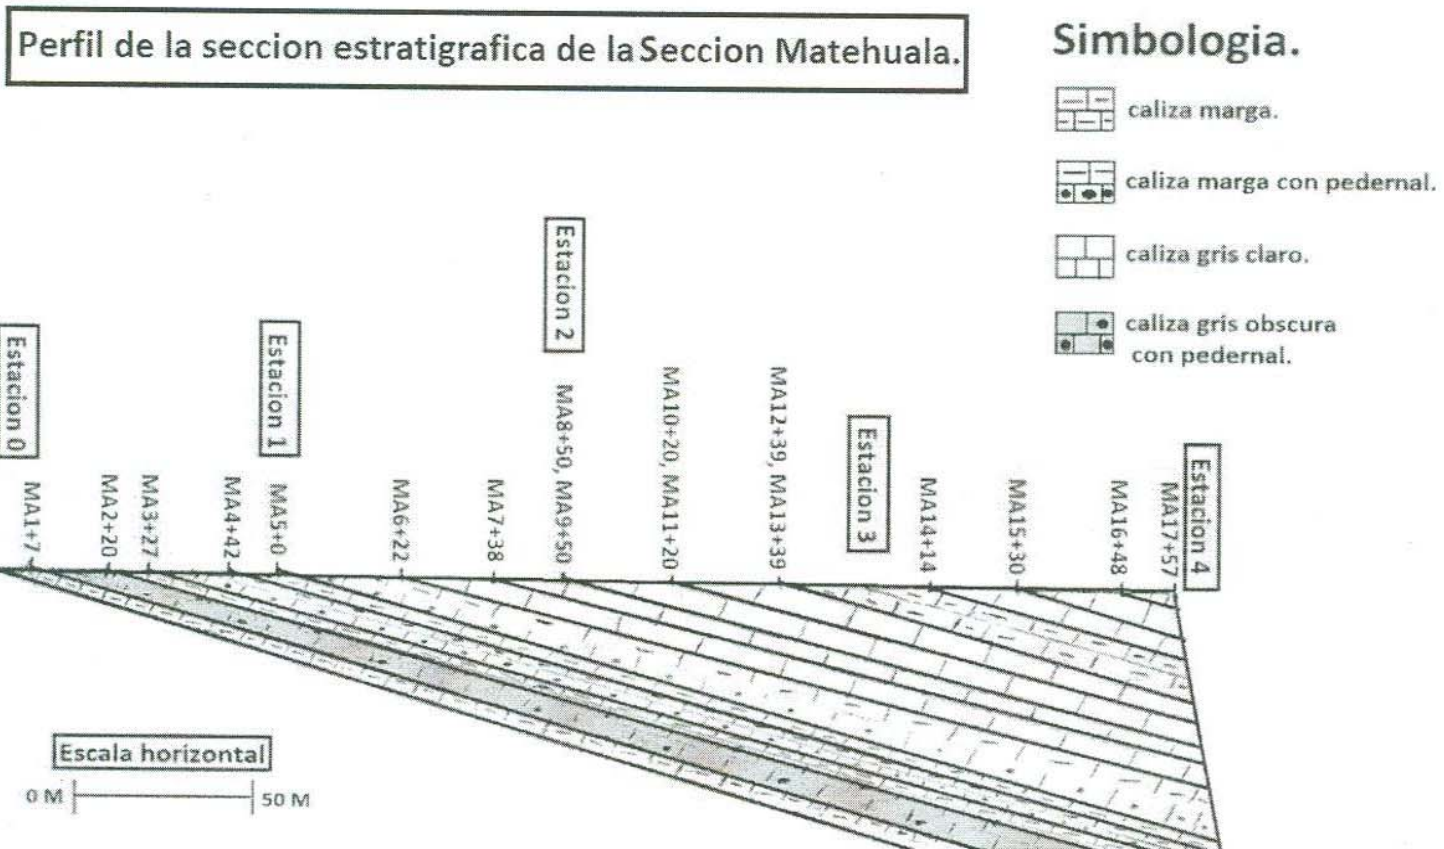 Perfil de la seccion estratigrafica de la Seccion Matehuala.
Simbologia.
caliza marga.
caliza marga con pedernal.
caliza gris claro.
caliza gris obscura
con pedernal.
Estacion 0
Estacion 1
Estacion 2
Estacion 3
Estacion 4
MA1+7
MA2+20
MA3+27
MA4+42
MA5+0
MA6+22
MA7+38
MA8+50, MA9+50
MA10+20, MA11+20
MA12+39, MA13+39
MA14+14
MA15+30
MA16+48
MA17+57
Escala horizontal
0 M
50 M